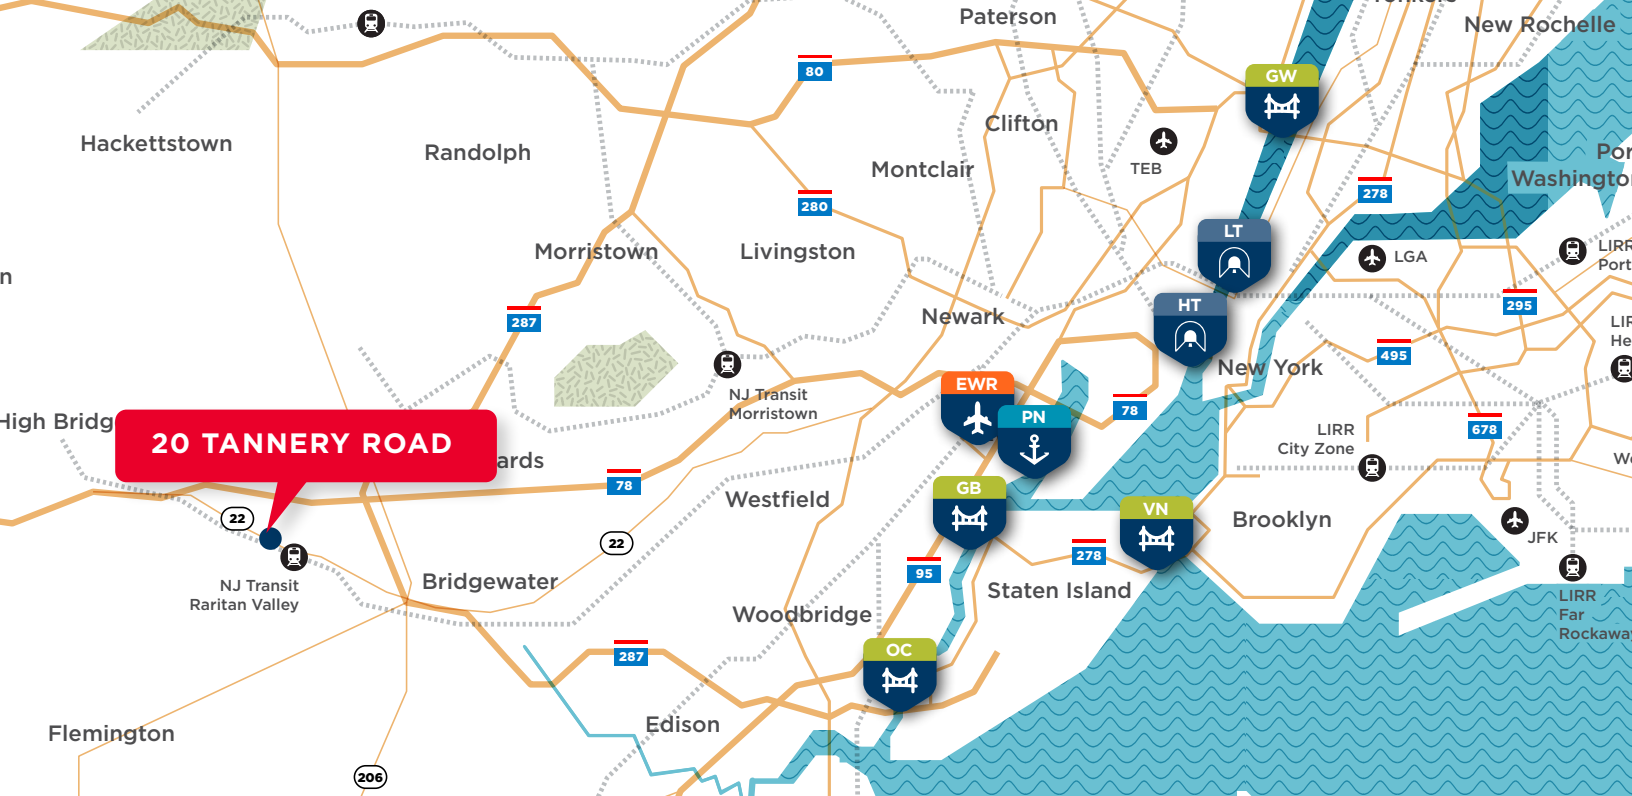 Paterson
New Rochelle
80
GW
Hackettstown
Randolph
Clifton
Montclair
TEB
278
Washingto
280
LT
Morristown
Livingston
LGA
LIRR
Port
HT
295
287
Newark
495
New York
EWR
NJ Transit
Morristown
PN
78
High Bridg
20 TANNERY ROAD
ards
LIRR
City Zone
678
78
Westfield
GB
VN
22
22
Brooklyn
JFK
278
95
NJ Transit
Raritan Valley
Bridgewater
Staten Island
LIRR
Far
Rockaway
Woodbridge
287
OC
Edison
Flemington
206